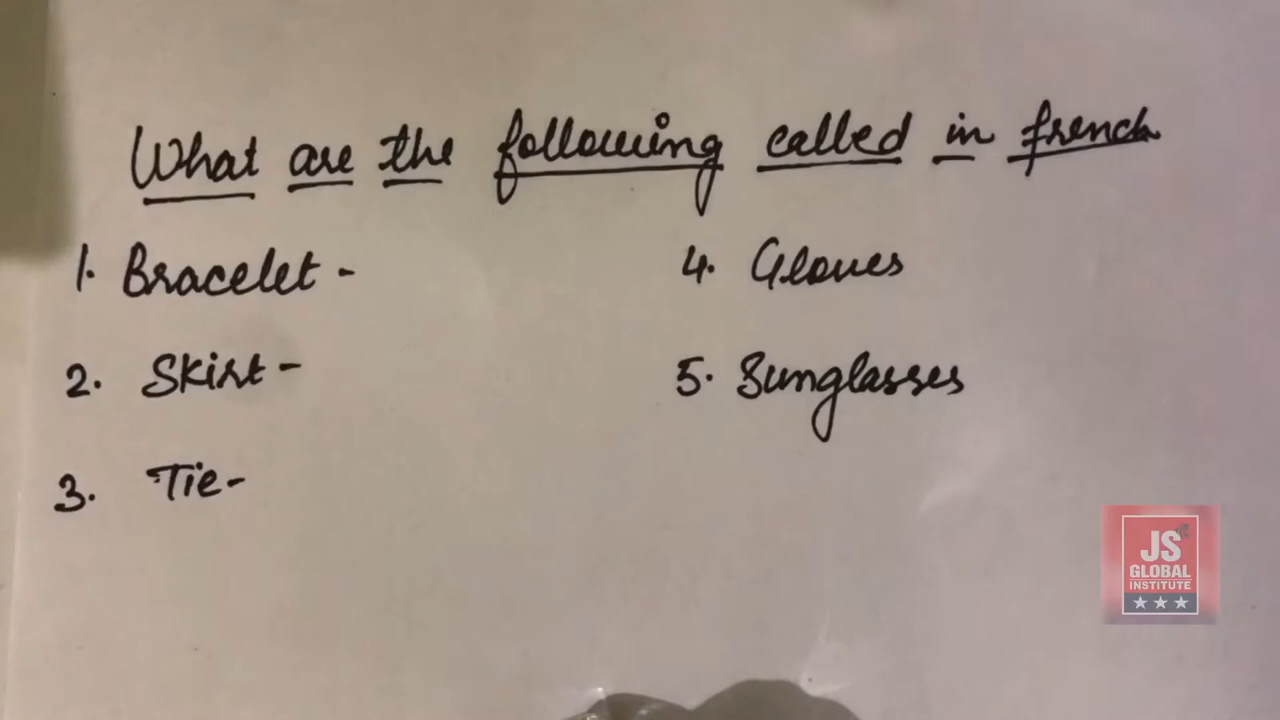 What are the following called in french
1. Bracelet -
2. Skirt -
3. Tie -
4. Gloves
5. Sunglasses
JS
GLOBAL
INSTITUTE